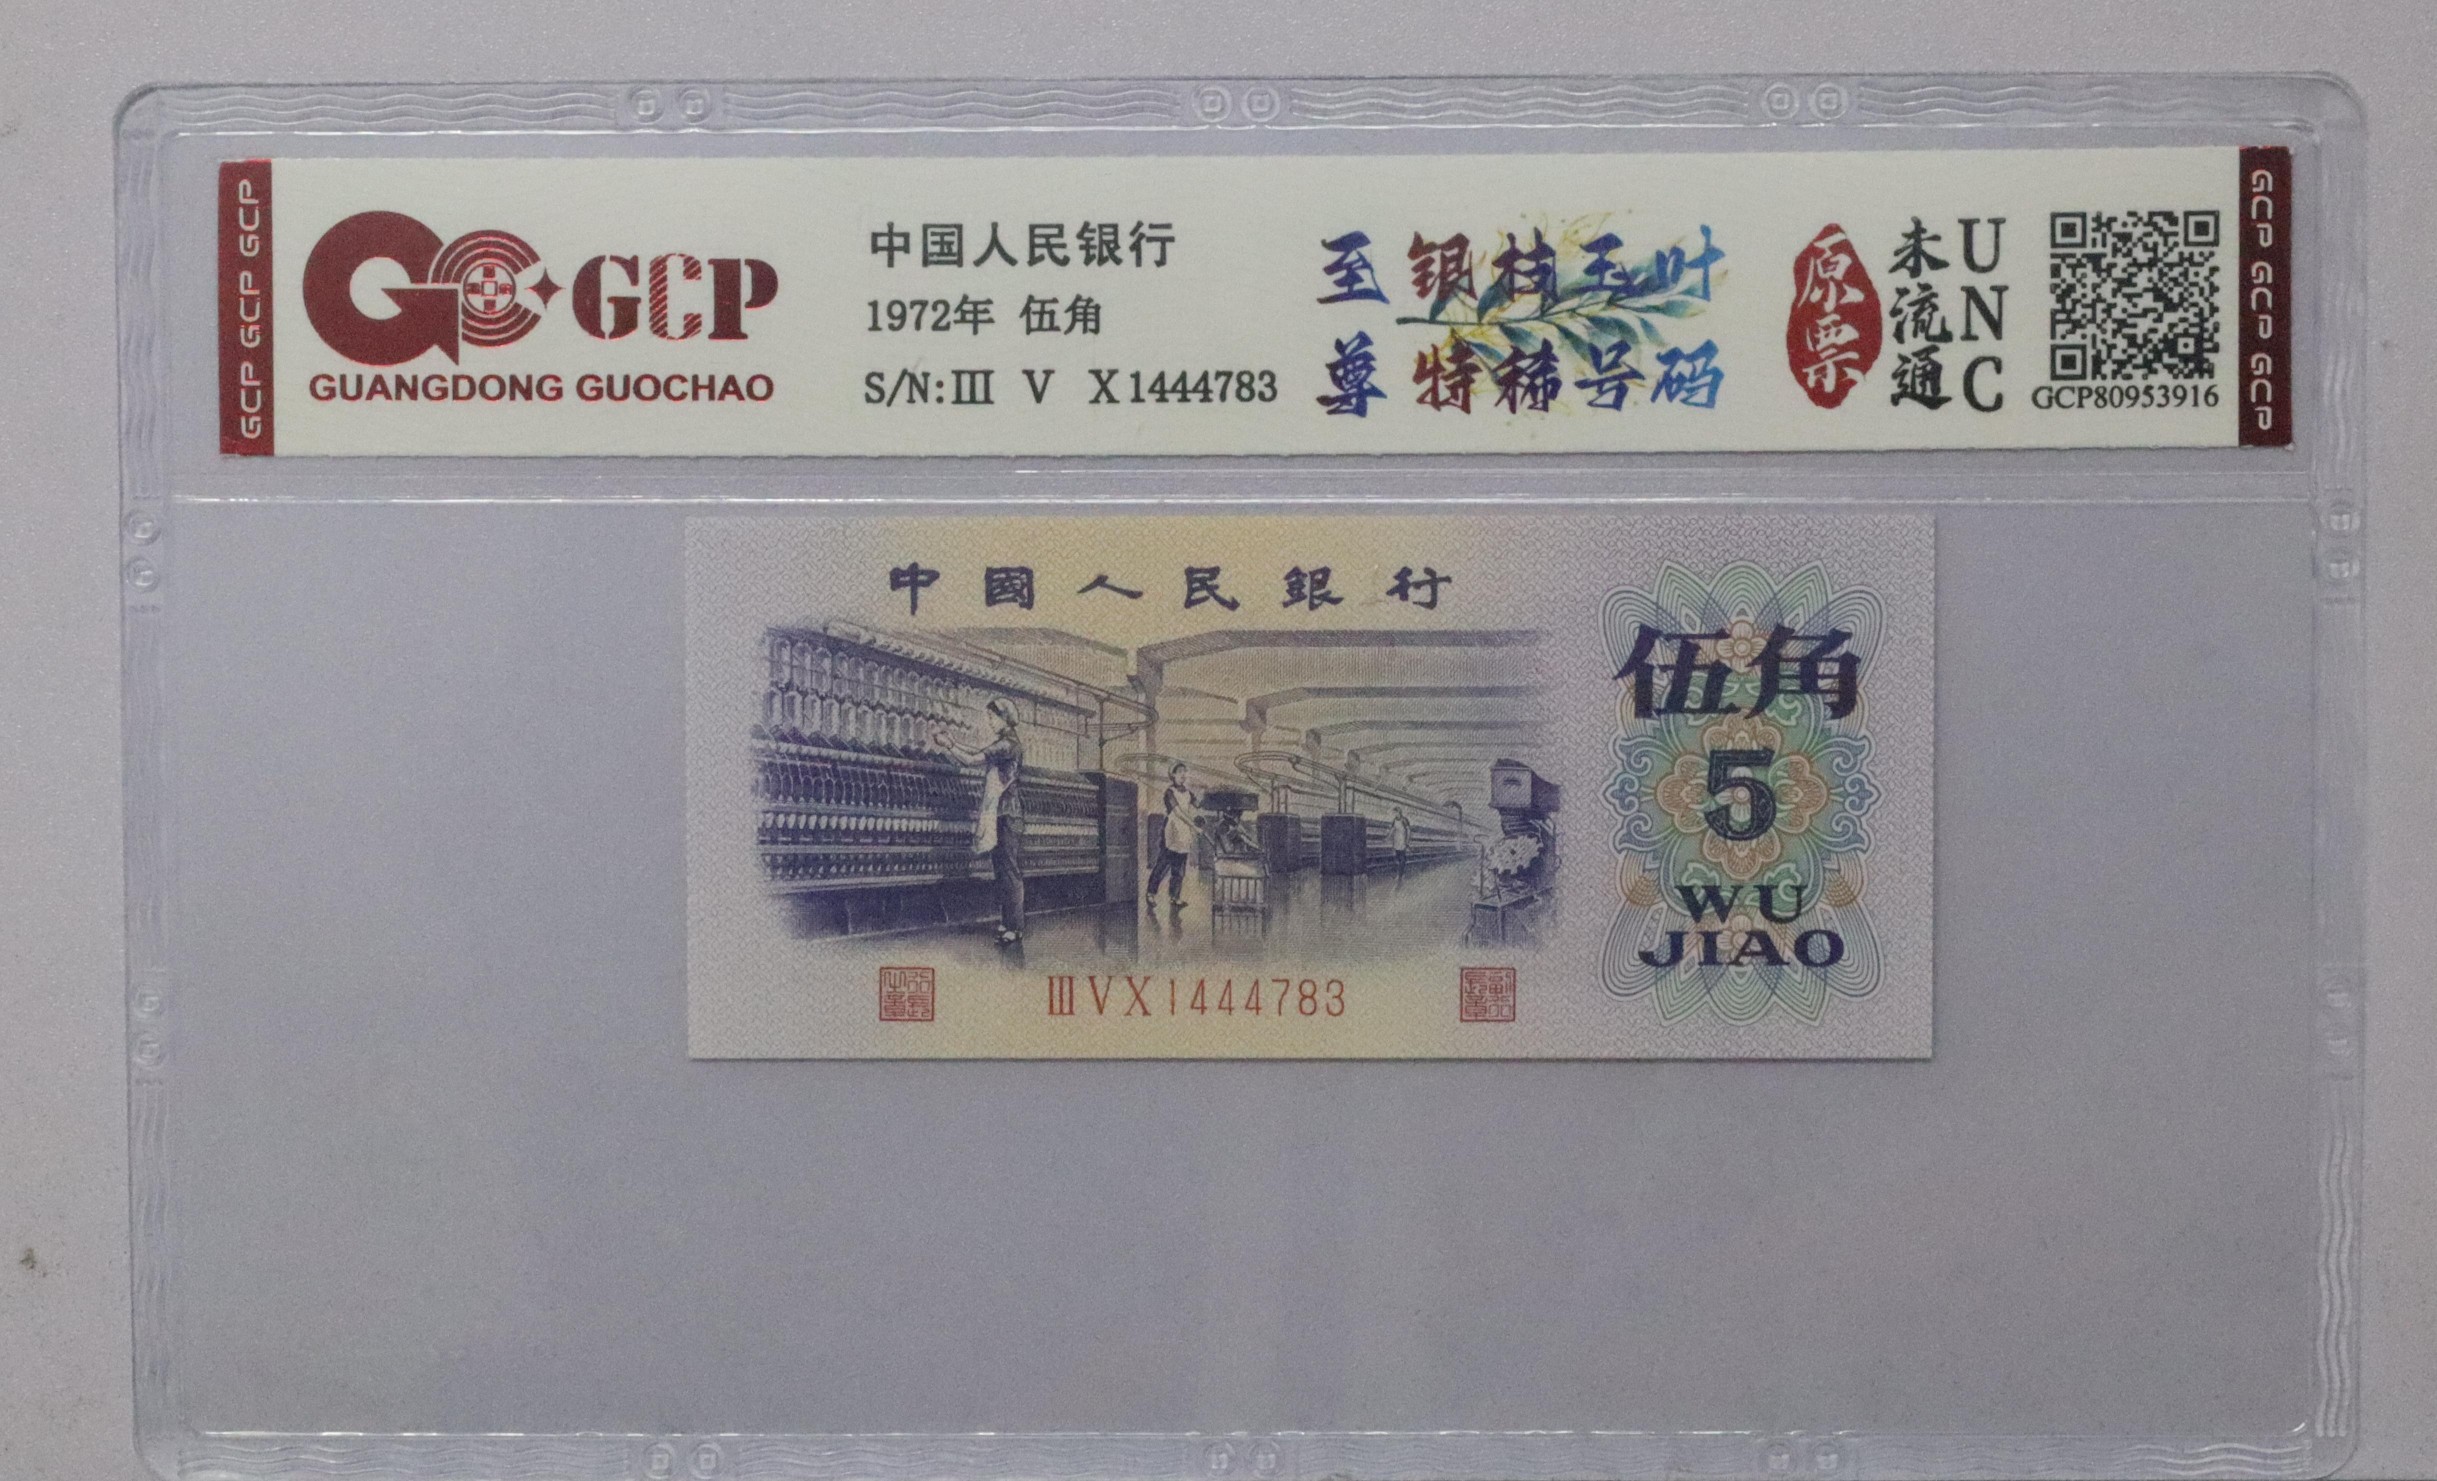 GCP GCP GCP
GCP
GUANGDONG GUOCHAO
中国人民银行
1972年 伍角
S/N:Ⅲ Ⅴ Ⅹ1444783
至尊
银枝玉叶
特稀号码
原票
未流通
UNC
GCP80953916
GCP GCP GCP
中國人民銀行
伍角
5
WU
JIAO
ⅢⅤⅩ1444783